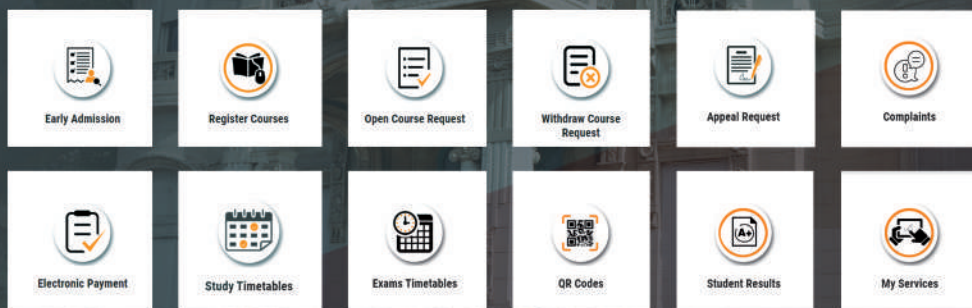 Early Admission
Register Courses
Open Course Request
Withdraw Course
Request
Appeal Request
Complaints
Electronic Payment
Study Timetables
Exams Timetables
QR Codes
A+
Student Results
My Services